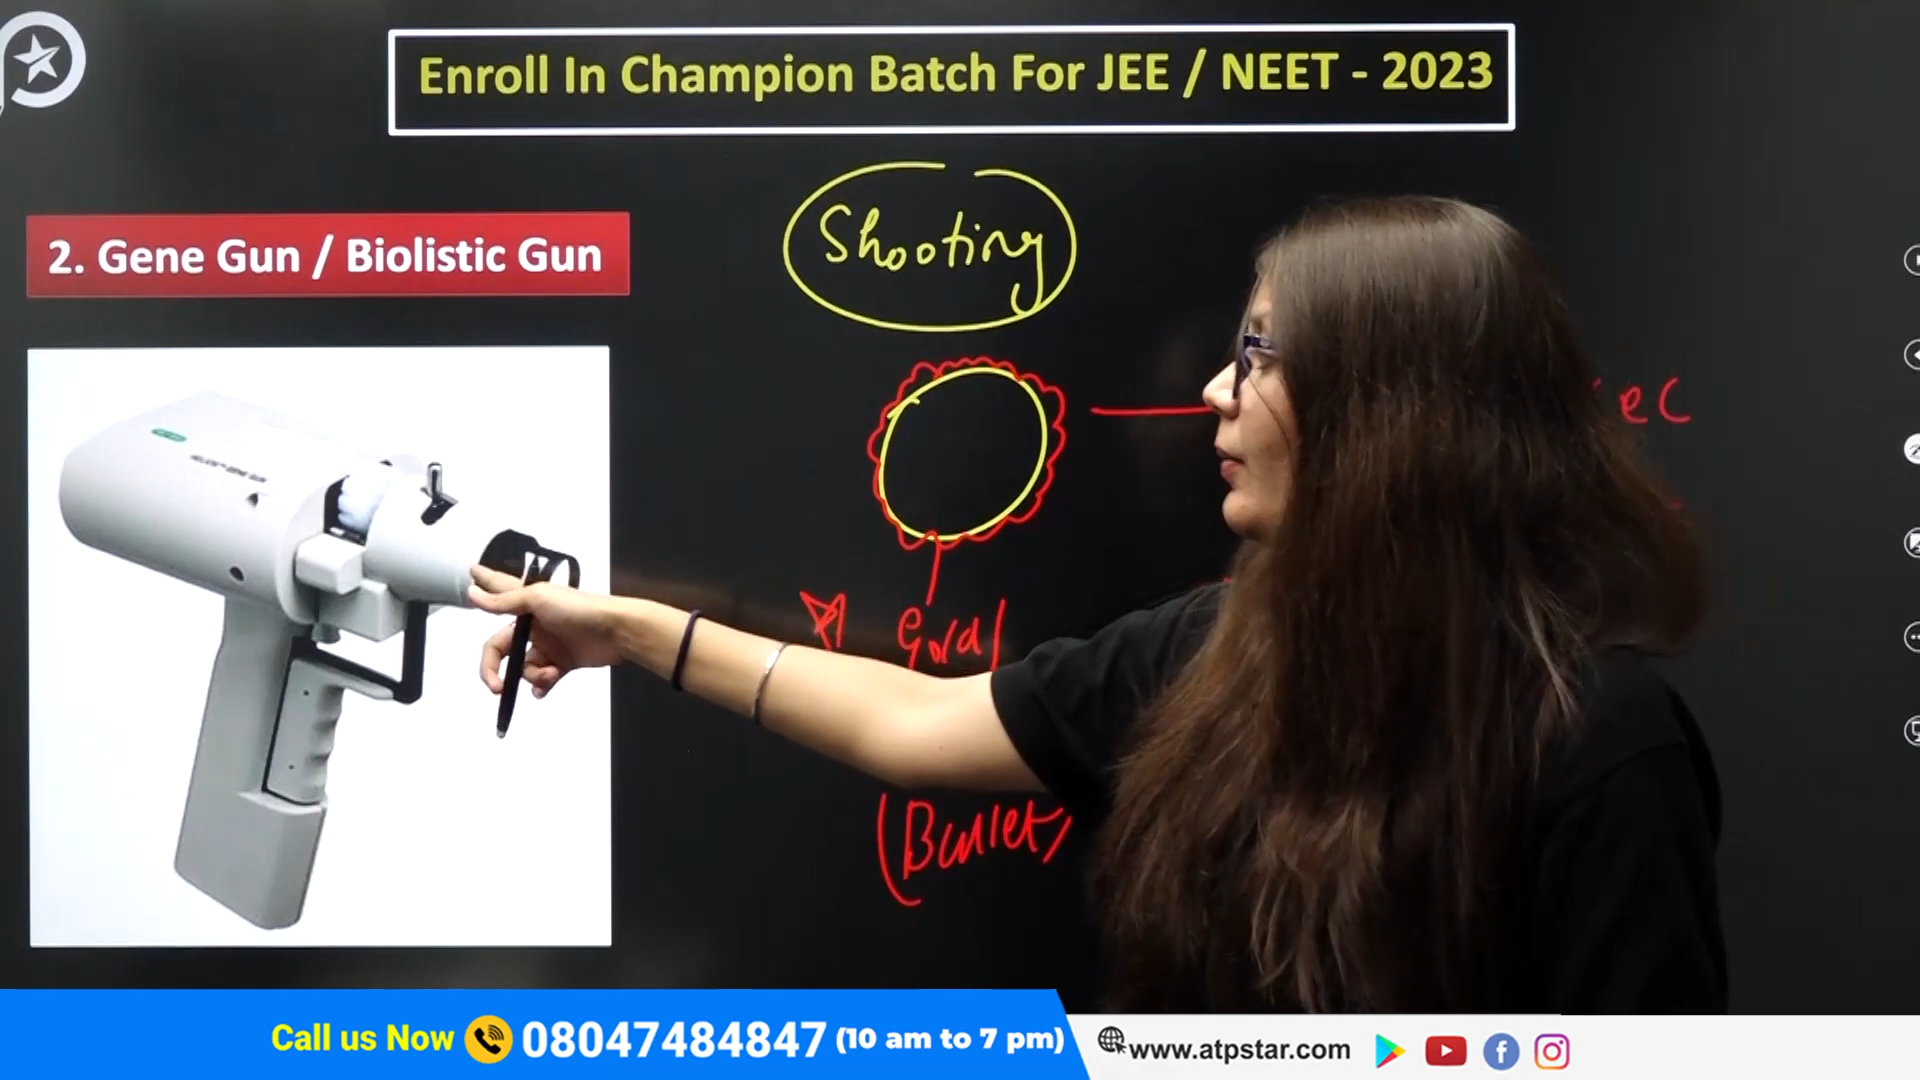 Enroll In Champion Batch For JEE / NEET - 2023
Shooting
2. Gene Gun / Biolistic Gun
Gold
(Bullet)
Call us Now 08047484847 (10 am to 7 pm)
www.atpstar.com